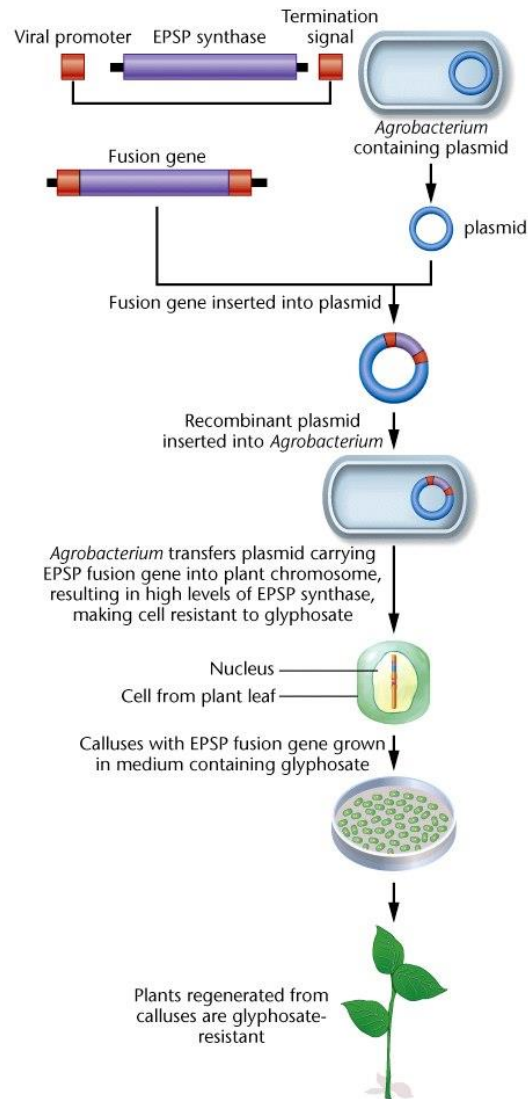 Viral promoter
EPSP synthase
Termination
signal
Agrobacterium
containing plasmid
Fusion gene
plasmid
Fusion gene inserted into plasmid
Recombinant plasmid
inserted into Agrobacterium
Agrobacterium transfers plasmid carrying
EPSP fusion gene into plant chromosome,
resulting in high levels of EPSP synthase,
making cell resistant to glyphosate
Nucleus
Cell from plant leaf
Calluses with EPSP fusion gene grown
in medium containing glyphosate
Plants regenerated from
calluses are glyphosate-
resistant